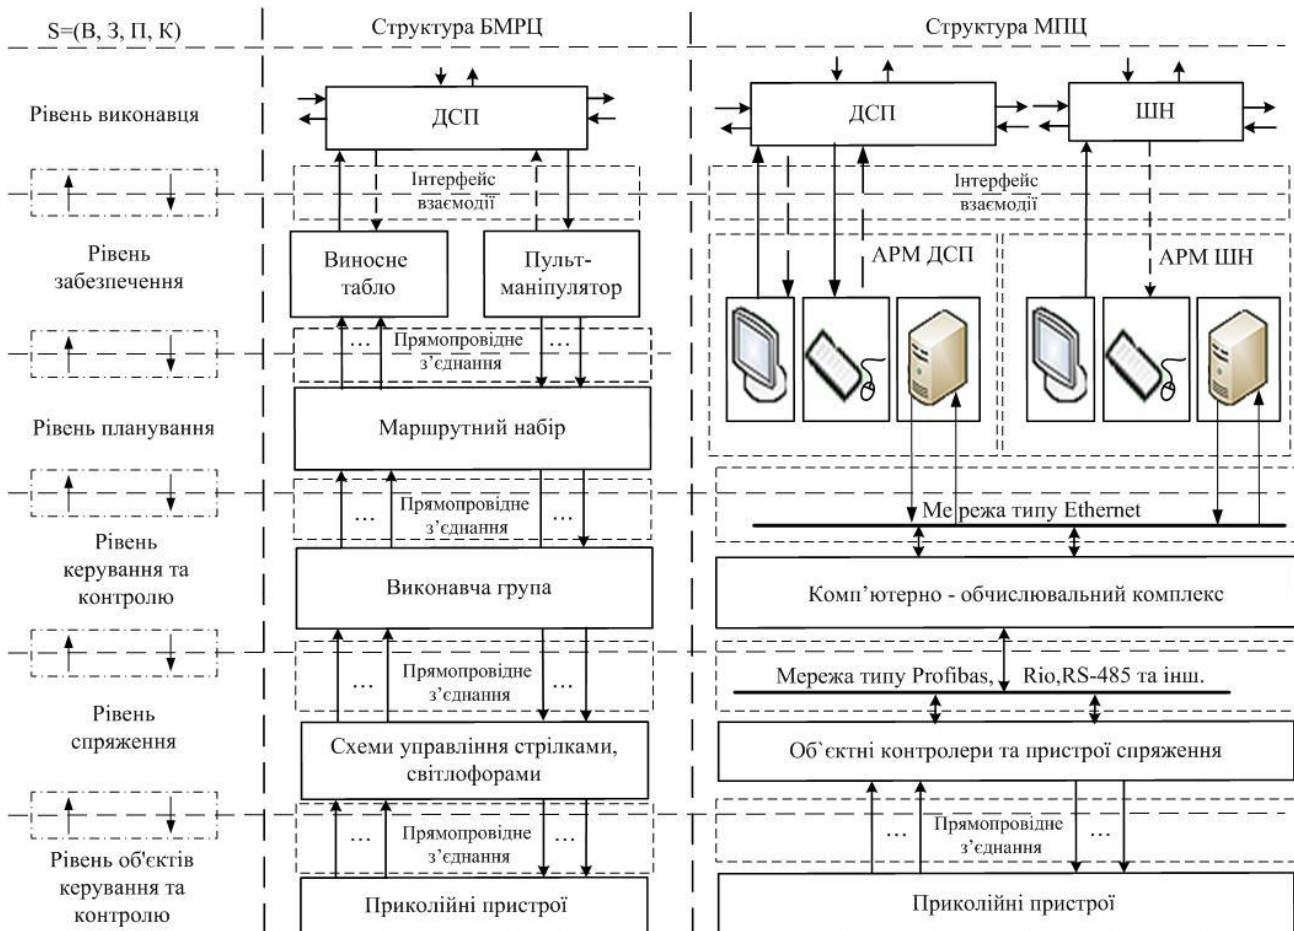 S=(В, З, П, К)
Структура БМРЦ
Структура МПЦ
Рівень виконавця
ДСП
ДСП
ШН
Інтерфейс
взаємодії
Інтерфейс
взаємодії
Рівень
забезпечення
Виносне
табло
Пульт-
маніпулятор
АРМ ДСП
АРМ ШН
...
Прямопровідне
з’єднання
...
Рівень планування
Маршрутний набір
...
Прямопровідне
з’єднання
...
Мережа типу Ethernet
Рівень
керування та
контролю
Виконавча група
Комп’ютерно - обчислювальний комплекс
...
Прямопровідне
з’єднання
...
Мережа типу Profibas, Rio,RS-485 та інш.
Рівень
спряження
Схеми управління стрілками,
світлофорами
Об`єктні контролери та пристрої спряження
...
Прямопровідне
з’єднання
...
...
Прямопровідне
з’єднання
...
Рівень об'єктів
керування та
контролю
Приколійні пристрої
Приколійні пристрої